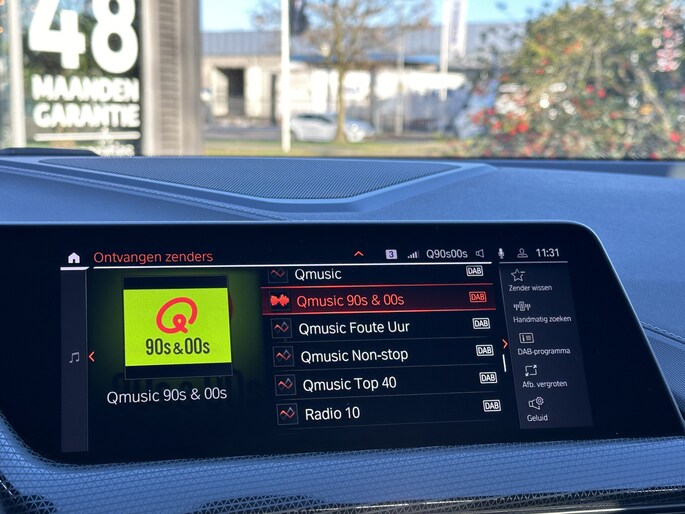 48
MAANDEN
GARANTIE
Ontvangen zenders
3
Q90s00s
11:31
Q
90s&00s
Qmusic 90s & 00s
Qmusic DAB
Qmusic 90s & 00s DAB
Qmusic Foute Uur DAB
Qmusic Non-stop DAB
Qmusic Top 40 DAB
Radio 10 DAB
Zender wissen
Handmatig zoeken
DAB-programma
Afb. vergroten
Geluid